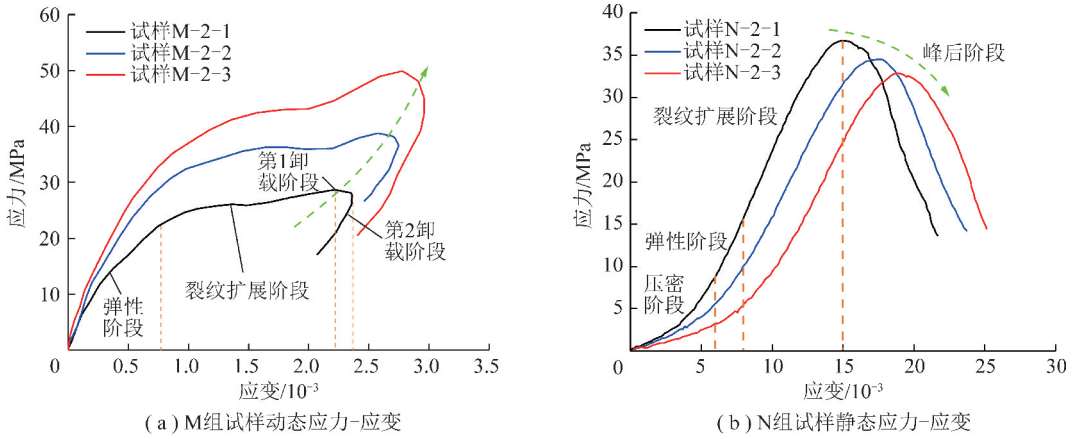 60
50
40
30
20
10
0
应力/MPa
试样M-2-1
试样M-2-2
试样M-2-3
第1卸
载阶段
第2卸
载阶段
裂纹扩展阶段
弹性
阶段
0.5
1.0
1.5
2.0
2.5
3.0
3.5
应变/10⁻³
(a) M组试样动态应力-应变
40
35
30
25
20
15
10
5
0
应力/MPa
试样N-2-1
试样N-2-2
试样N-2-3
峰后阶段
裂纹扩展阶段
弹性阶段
压密
阶段
5
10
15
20
25
30
应变/10⁻³
(b) N组试样静态应力-应变